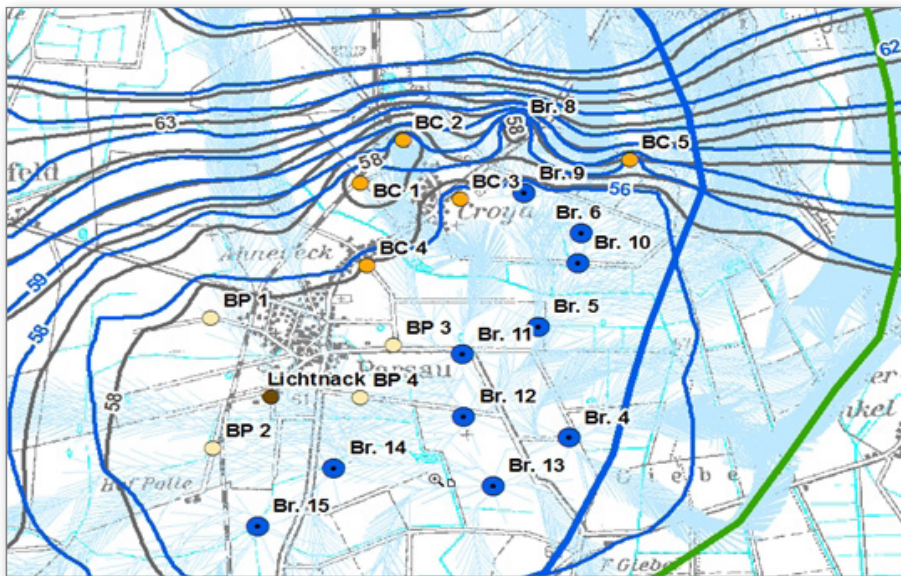 62
Br. 8
63
58
BC 2
BC 5
58
feld
BC 1
BC 3
Br. 9
56
Croya
Br. 6
Br. 10
Ahnebeck
BC 4
59
58
BP 1
BP 3
Br. 5
Br. 11
Parsau
58
Lichtnack
BP 4
Br. 12
Br. 4
BP 2
Br. 14
Br. 13
Hof Polle
Br. 15